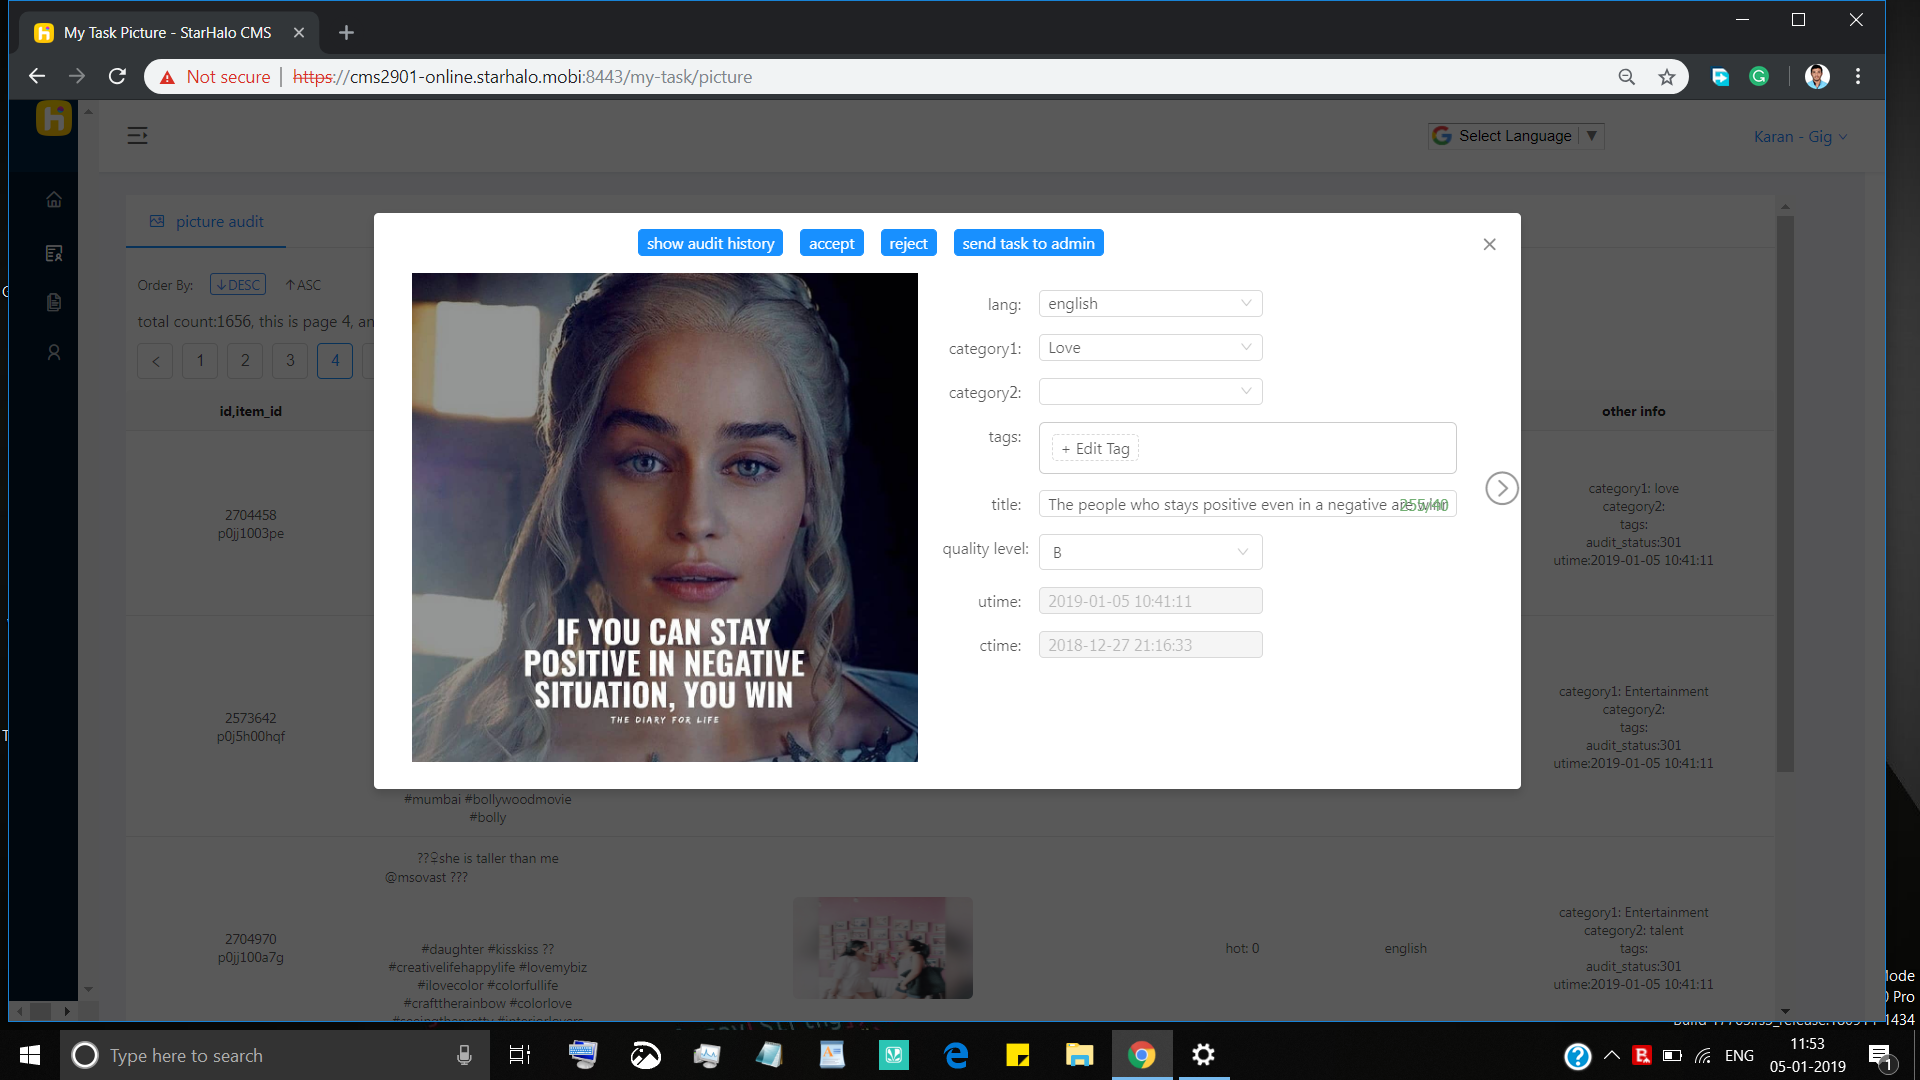 My Task Picture - StarHalo CMS
Not secure
https://cms2901-online.starhalo.mobi:8443/my-task/picture
Select Language
Karan - Gig
picture audit
Order By:
DESC
ASC
total count:1656, this is page 4, an
1
2
3
4
id,item_id
other info
show audit history
accept
reject
send task to admin
lang:
english
category1:
Love
category2:
tags:
+ Edit Tag
title:
The people who stays positive even in a negative are
255/40
quality level:
B
utime:
2019-01-05 10:41:11
ctime:
2018-12-27 21:16:33
IF YOU CAN STAY
POSITIVE IN NEGATIVE
SITUATION, YOU WIN
THE DIARY FOR LIFE
2704458
p0jj1003pe
category1: love
category2:
tags:
audit_status:301
utime:2019-01-05 10:41:11
2573642
p0j5h00hqf
category1: Entertainment
category2:
tags:
audit_status:301
utime:2019-01-05 10:41:11
#mumbai #bollywoodmovie
#bolly
??♀she is taller than me
@msovast ???
2704970
p0jj100a7g
#daughter #kisskiss ??
#creativelifehappylife #lovemybiz
#ilovecolor #colorfullife
#crafttherainbow #colorlove
hot: 0
english
category1: Entertainment
category2: talent
tags:
audit_status:301
utime:2019-01-05 10:41:11
Pro
1434
Type here to search
ENG
11:53
05-01-2019
1